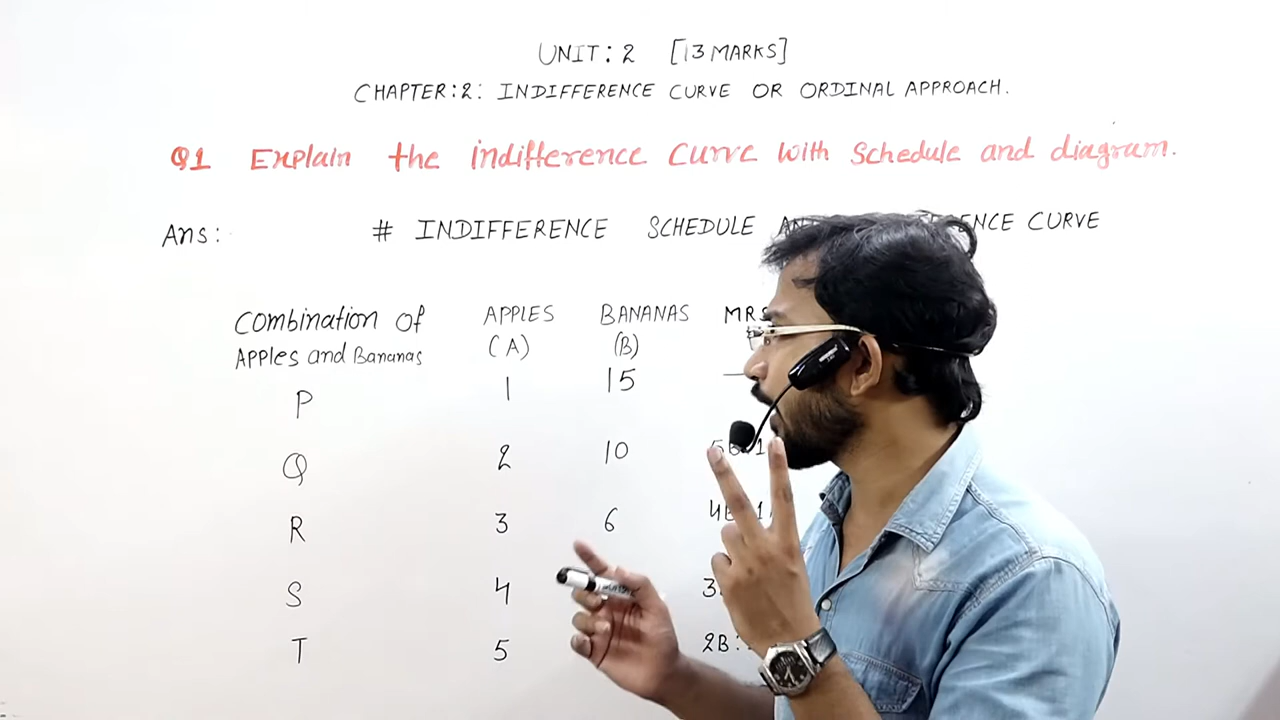 UNIT: 2 [13 MARKS]
CHAPTER:2: INDIFFERENCE CURVE OR ORDINAL APPROACH.
Q1 Explain the indifference Curve with Schedule and diagram.
Ans: # INDIFFERENCE SCHEDULE CURVE
Combination of APPLES BANANAS MRS
Apples and Bananas (A) (B)
P 1 15 —
Q 2 10
R 3 6
S 4
T 5 2B: